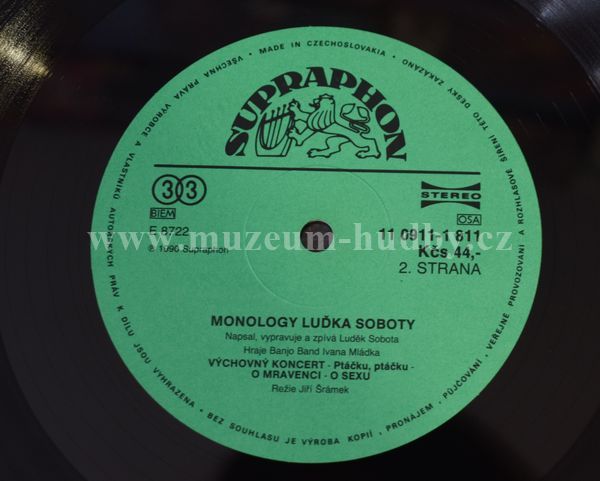 VŠECHNA PRÁVA VÝROBCE A VLASTNÍKŮ AUTORSKÝCH PRÁV K DÍLU JSOU VYHRAZENA • BEZ SOUHLASU JE VÝROBA KOPIÍ, PRONÁJEM, PŮJČOVÁNÍ, VEŘEJNÉ PROVOZOVÁNÍ A ROZHLASOVÉ ŠÍŘENÍ TÉTO DESKY ZAKÁZÁNO • MADE IN CZECHOSLOVAKIA •
SUPRAPHON
33
STEREO
BIEM
OSA
E 8722
11 0911-1 811
www.muzeum-hudby.cz
℗ 1990 Supraphon
Kčs 44,-
2. STRANA
MONOLOGY LUĎKA SOBOTY
Napsal, vypravuje a zpívá Luděk Sobota
Hraje Banjo Band Ivana Mládka
VÝCHOVNÝ KONCERT - Ptáčku, ptáčku -
O MRAVENCI - O SEXU
Režie Jiří Šrámek